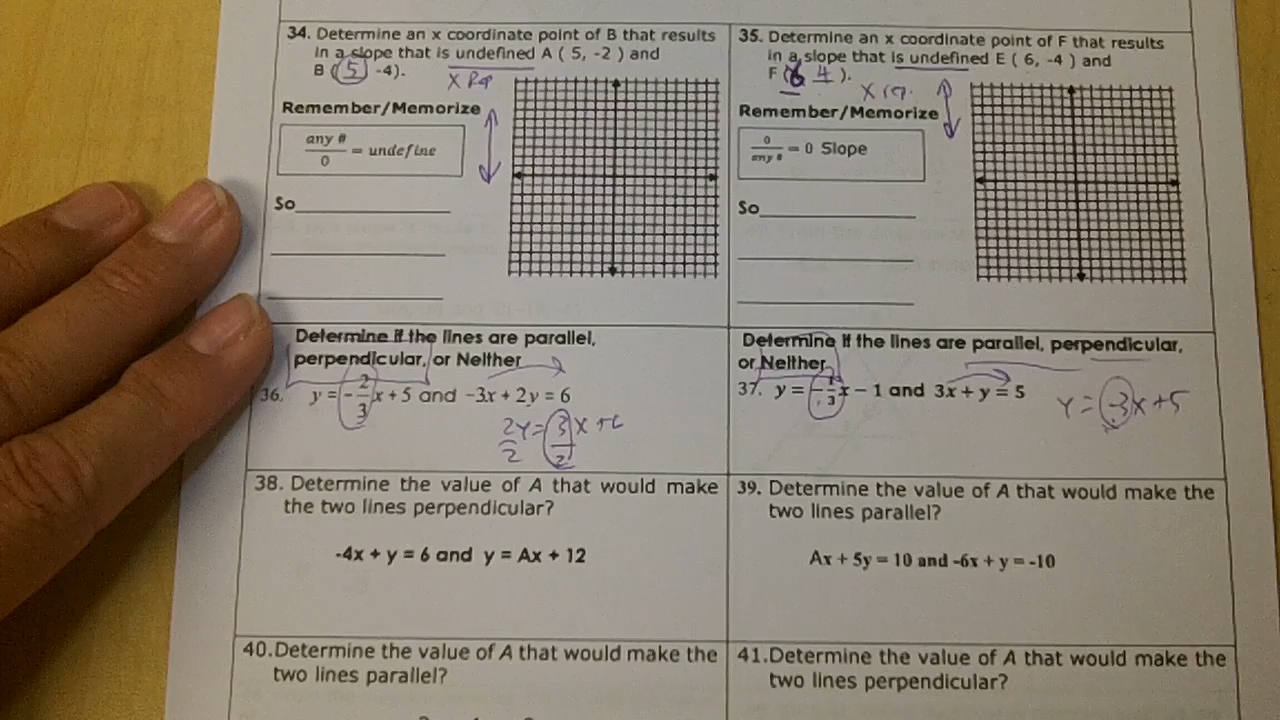 34. Determine an x coordinate point of B that results
in a slope that is undefined A ( 5, -2 ) and
B ( 5 -4).
X Rep
Remember/Memorize
any #
0
= undefine
So
35. Determine an x coordinate point of F that results
in a slope that is undefined E ( 6, -4 ) and
F ( 6 4 ).
X rep.
Remember/Memorize
0
any #
= 0 Slope
So
Determine if the lines are parallel,
perpendicular, or Neither
36. y = -2/3 x + 5 and -3x + 2y = 6
2y = 3x + 6
2 2
Determine if the lines are parallel, perpendicular,
or Neither
37. y = -1/3 x - 1 and 3x + y = 5
y = -3x + 5
38. Determine the value of A that would make
the two lines perpendicular?
-4x + y = 6 and y = Ax + 12
39. Determine the value of A that would make the
two lines parallel?
Ax + 5y = 10 and -6x + y = -10
40.Determine the value of A that would make the
two lines parallel?
41.Determine the value of A that would make the
two lines perpendicular?